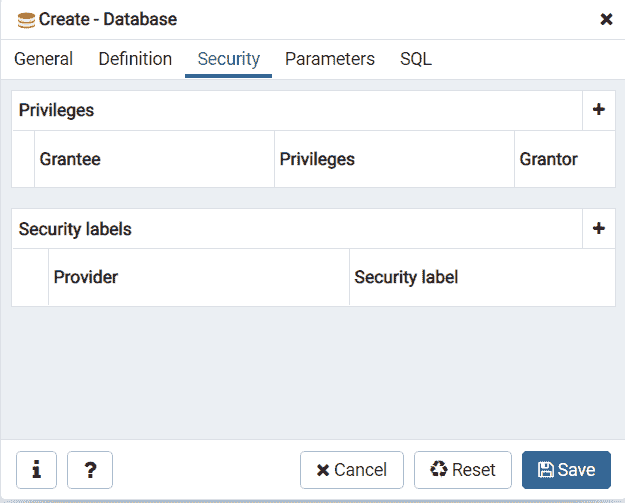 Create - Database
General Definition Security Parameters SQL
Privileges
Grantee Privileges Grantor
Security labels
Provider Security label
i ? Cancel Reset Save